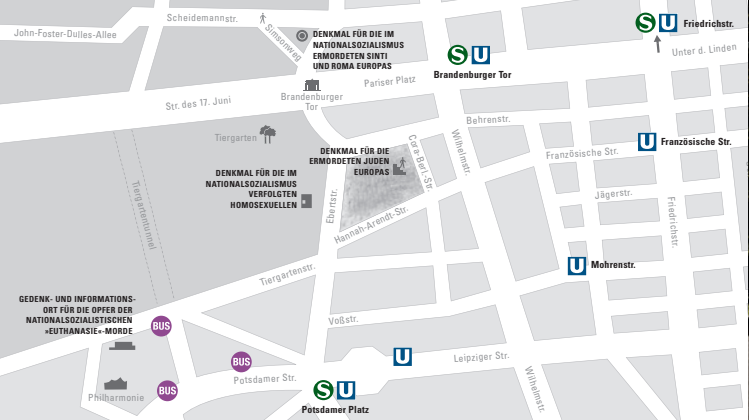 Scheidemannstr.
John-Foster-Dulles-Allee
Simsonweg
DENKMAL FÜR DIE IM
NATIONALSOZIALISMUS
ERMORDETEN SINTI
UND ROMA EUROPAS
S U Friedrichstr.
Unter d. Linden
S U
Brandenburger Tor
Pariser Platz
Brandenburger
Tor
Str. des 17. Juni
Behrenstr.
Tiergarten
U Französische Str.
Französische Str.
DENKMAL FÜR DIE
ERMORDETEN JUDEN
EUROPAS
Cora-Berl.-Str.
Wilhelmstr.
DENKMAL FÜR DIE IM
NATIONALSOZIALISMUS
VERFOLGTEN
HOMOSEXUELLEN
Ebertstr.
Hannah-Arendt-Str.
Jägerstr.
Friedrichstr.
Tiergartentunnel
Tiergartenstr.
U Mohrenstr.
GEDENK- UND INFORMATIONS-
ORT FÜR DIE OPFER DER
NATIONALSOZIALISTISCHEN
»EUTHANASIE«-MORDE
BUS
Voßstr.
BUS
U
Leipziger Str.
Potsdamer Str.
BUS
Philharmonie
S U
Potsdamer Platz
Wilhelmstr.